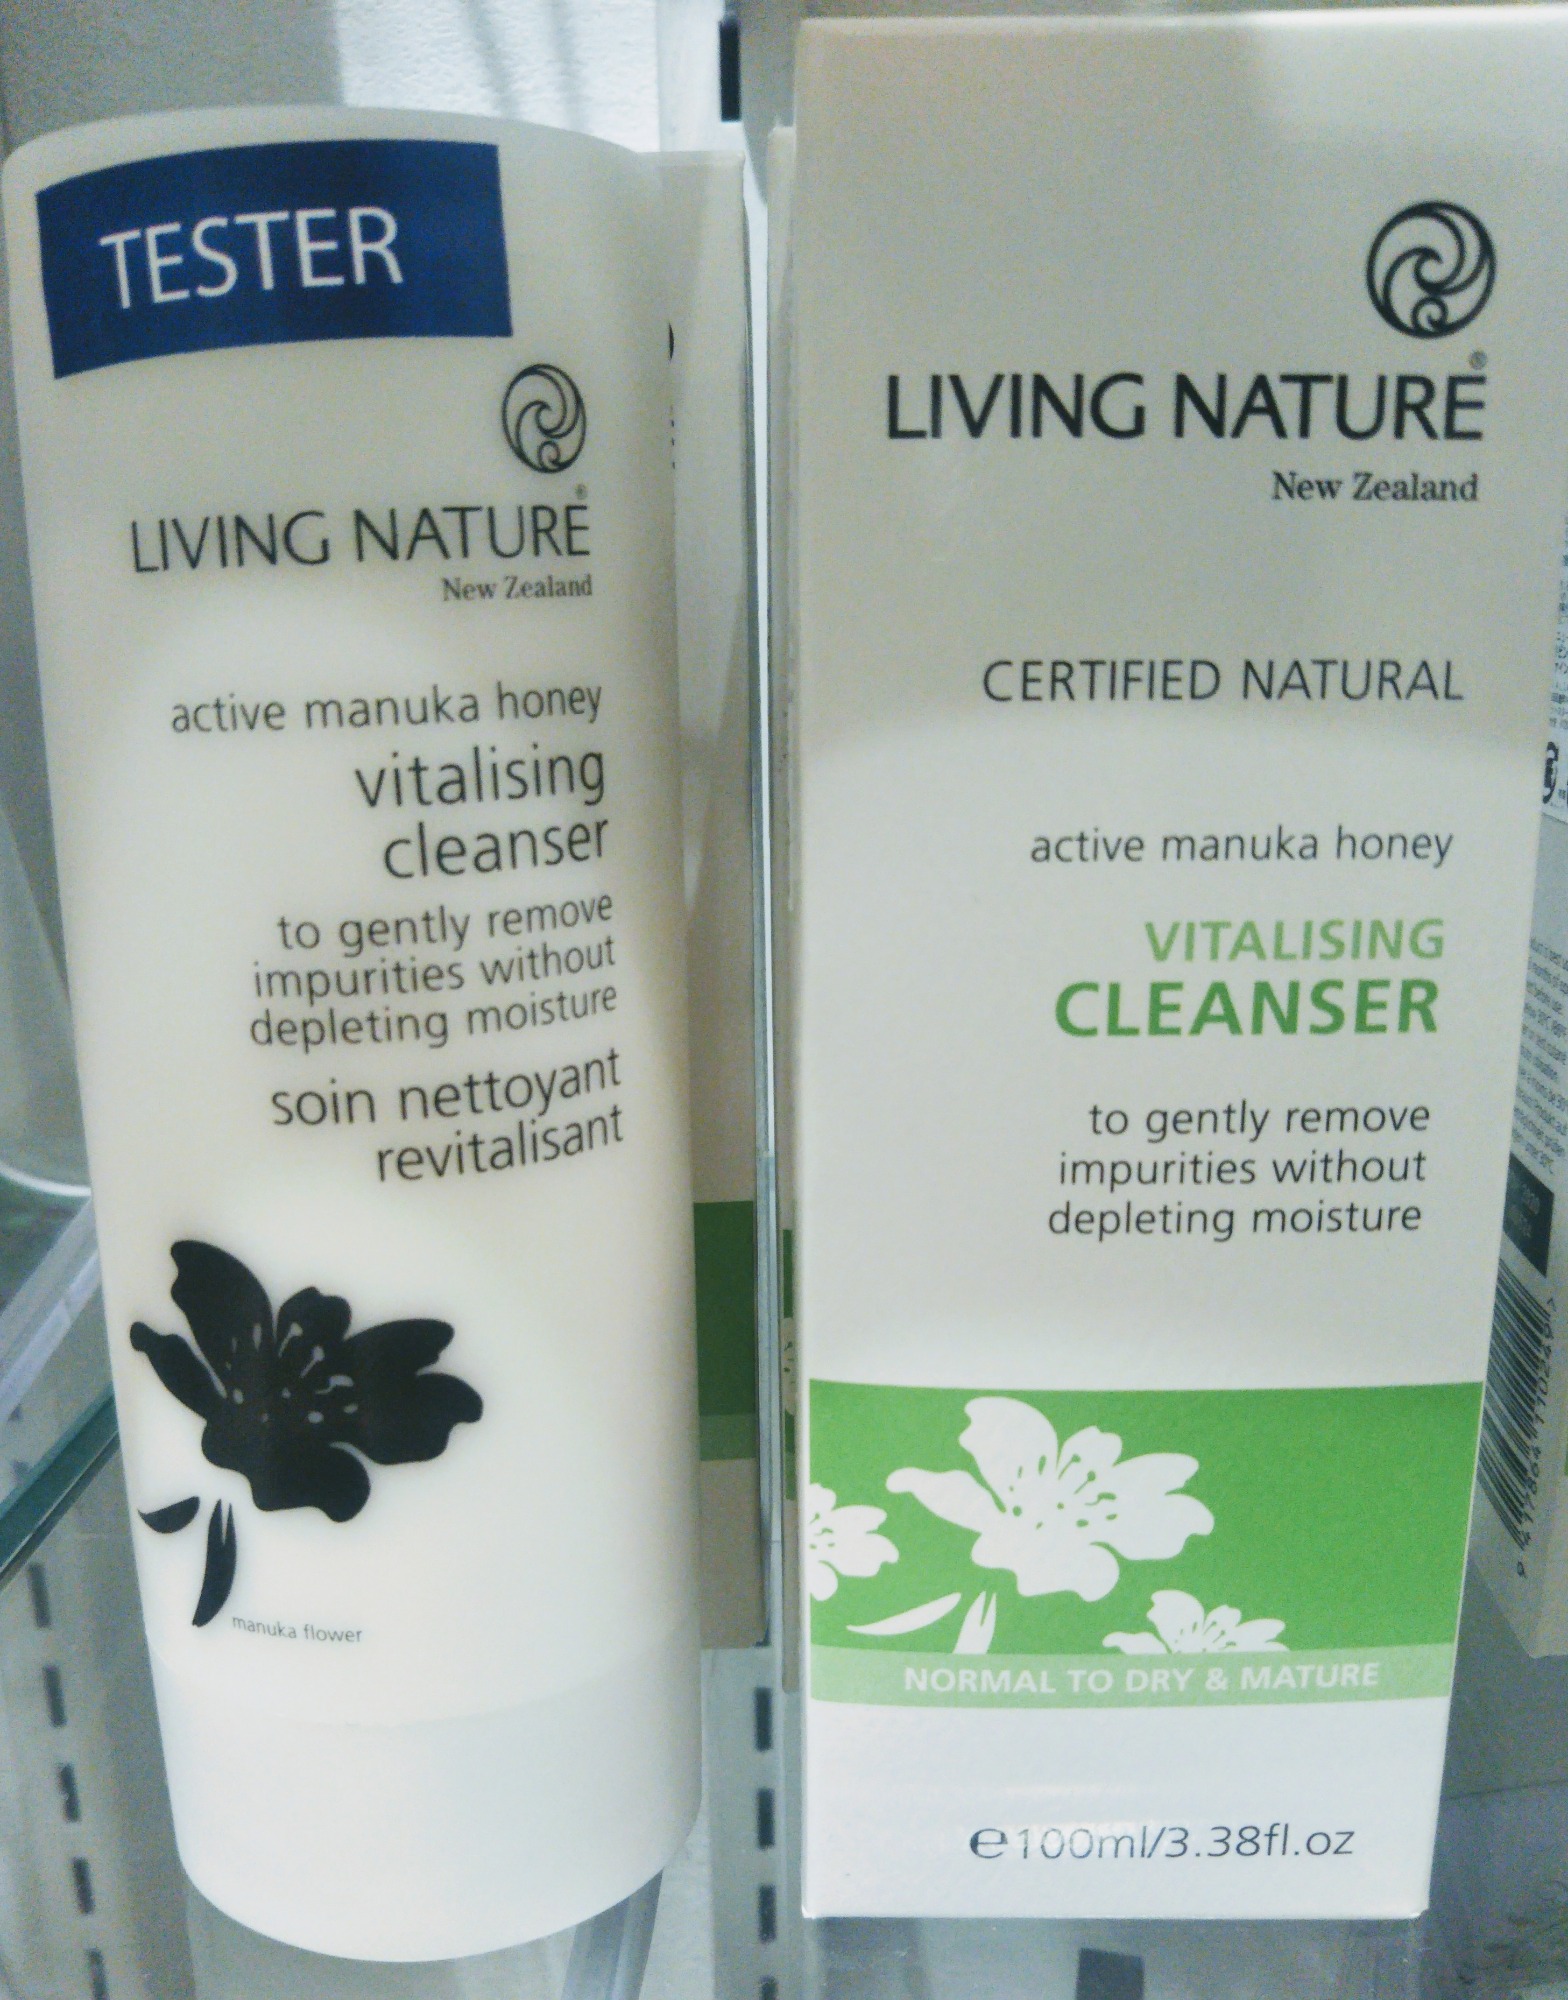 TESTER
LIVING NATURE®
New Zealand
active manuka honey
vitalising
cleanser
to gently remove
impurities without
depleting moisture
soin nettoyant
revitalisant
manuka flower
LIVING NATURE®
New Zealand
CERTIFIED NATURAL
active manuka honey
VITALISING
CLEANSER
to gently remove
impurities without
depleting moisture
NORMAL TO DRY & MATURE
℮100ml/3.38fl.oz